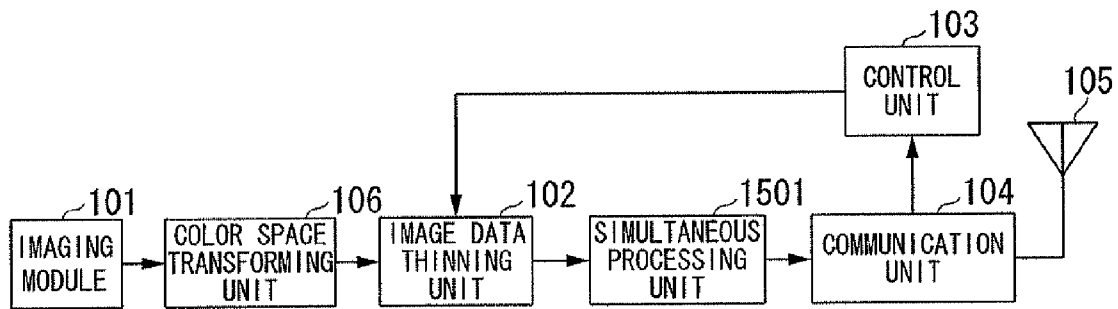 103
CONTROL
UNIT
105
101
IMAGING
MODULE
106
COLOR SPACE
TRANSFORMING
UNIT
102
IMAGE DATA
THINNING
UNIT
1501
SIMULTANEOUS
PROCESSING
UNIT
104
COMMUNICATION
UNIT